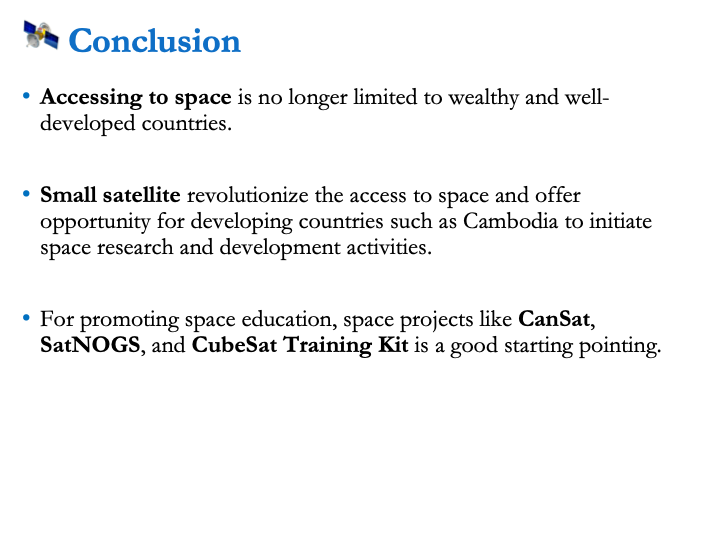 Conclusion
• Accessing to space is no longer limited to wealthy and well-
developed countries.
• Small satellite revolutionize the access to space and offer
opportunity for developing countries such as Cambodia to initiate
space research and development activities.
• For promoting space education, space projects like CanSat,
SatNOGS, and CubeSat Training Kit is a good starting pointing.